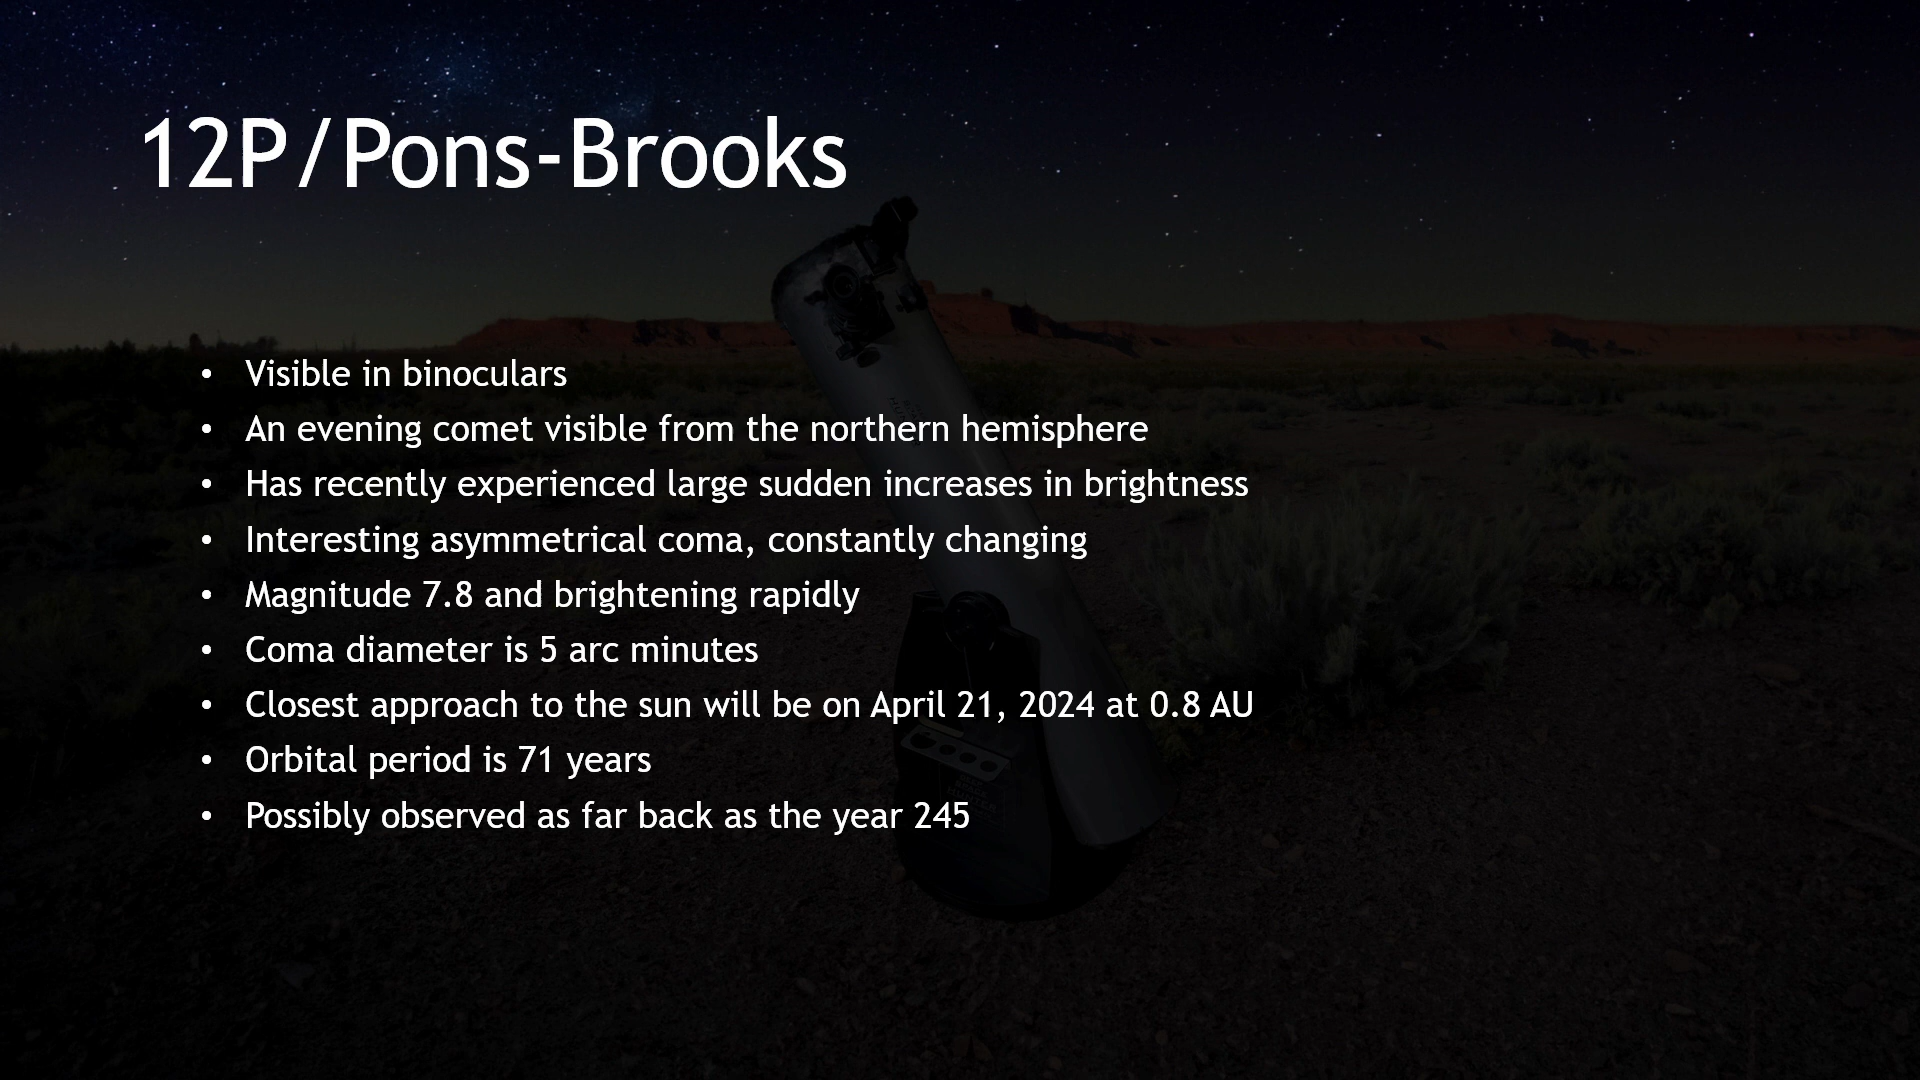 12P/Pons-Brooks
• Visible in binoculars
• An evening comet visible from the northern hemisphere
• Has recently experienced large sudden increases in brightness
• Interesting asymmetrical coma, constantly changing
• Magnitude 7.8 and brightening rapidly
• Coma diameter is 5 arc minutes
• Closest approach to the sun will be on April 21, 2024 at 0.8 AU
• Orbital period is 71 years
• Possibly observed as far back as the year 245